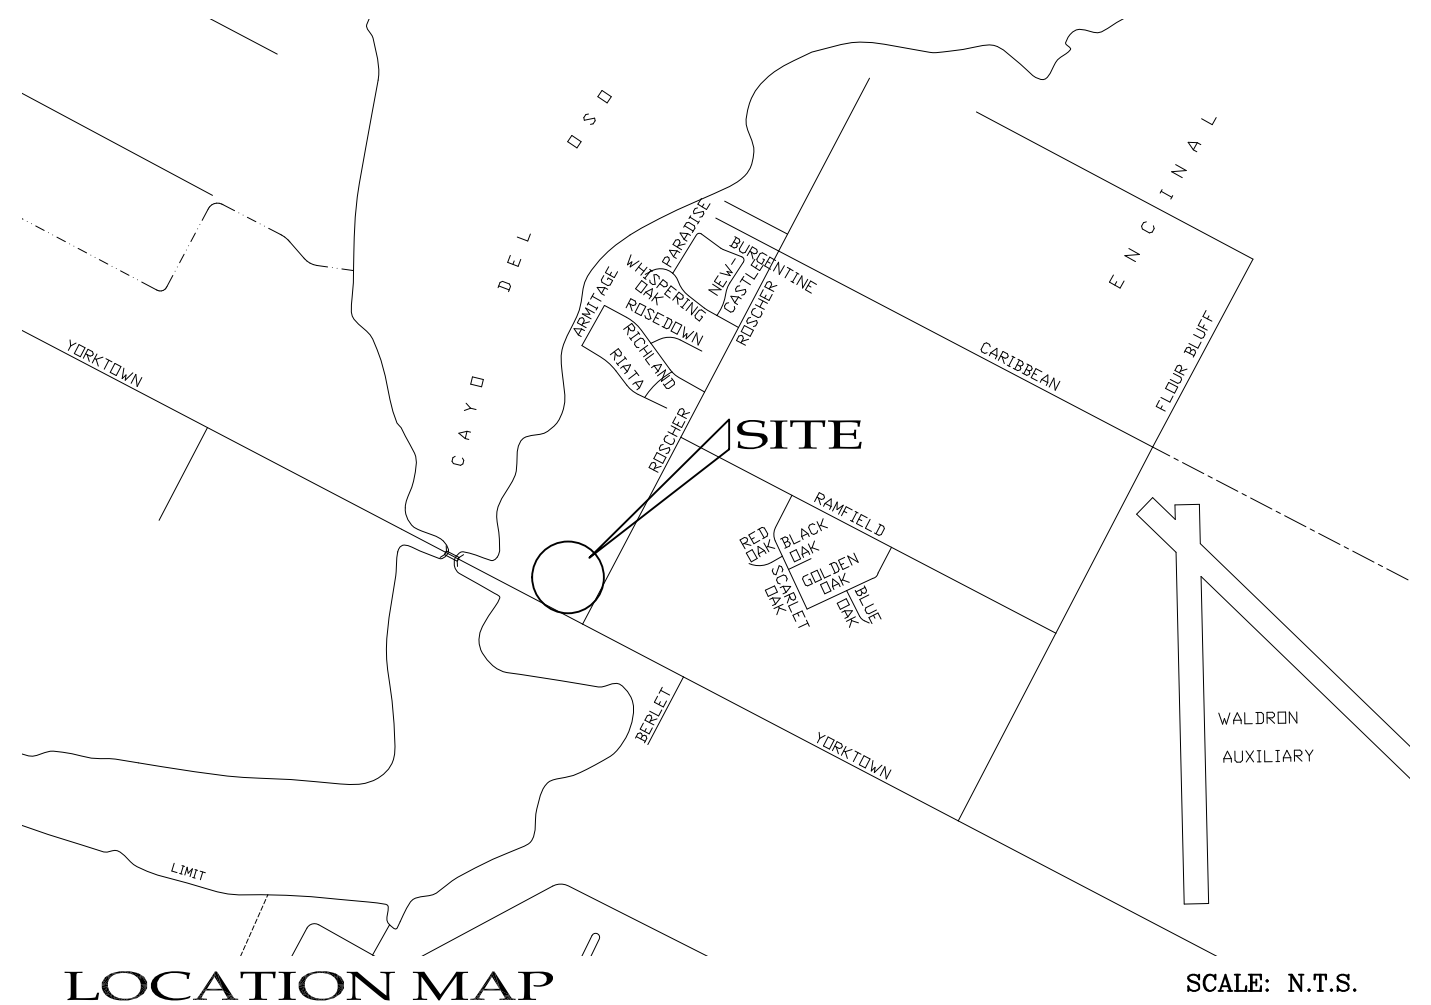 CAYO DEL OSO
ENCINAL
PARADISE
BURGENTINE
WHISPERING
OAK
NEW-
CASTLE
ARMITAGE
ROSEDOWN
ROSCHER
RICHLAND
RIATA
YORKTOWN
CARIBBEAN
FLOUR BLUFF
ROSCHER
SITE
RAMFIELD
RED
OAK
BLACK
OAK
GOLDEN
OAK
SCARLET
OAK
BLUE
OAK
BERLET
YORKTOWN
WALDRON
AUXILIARY
LIMIT
LOCATION MAP
SCALE: N.T.S.